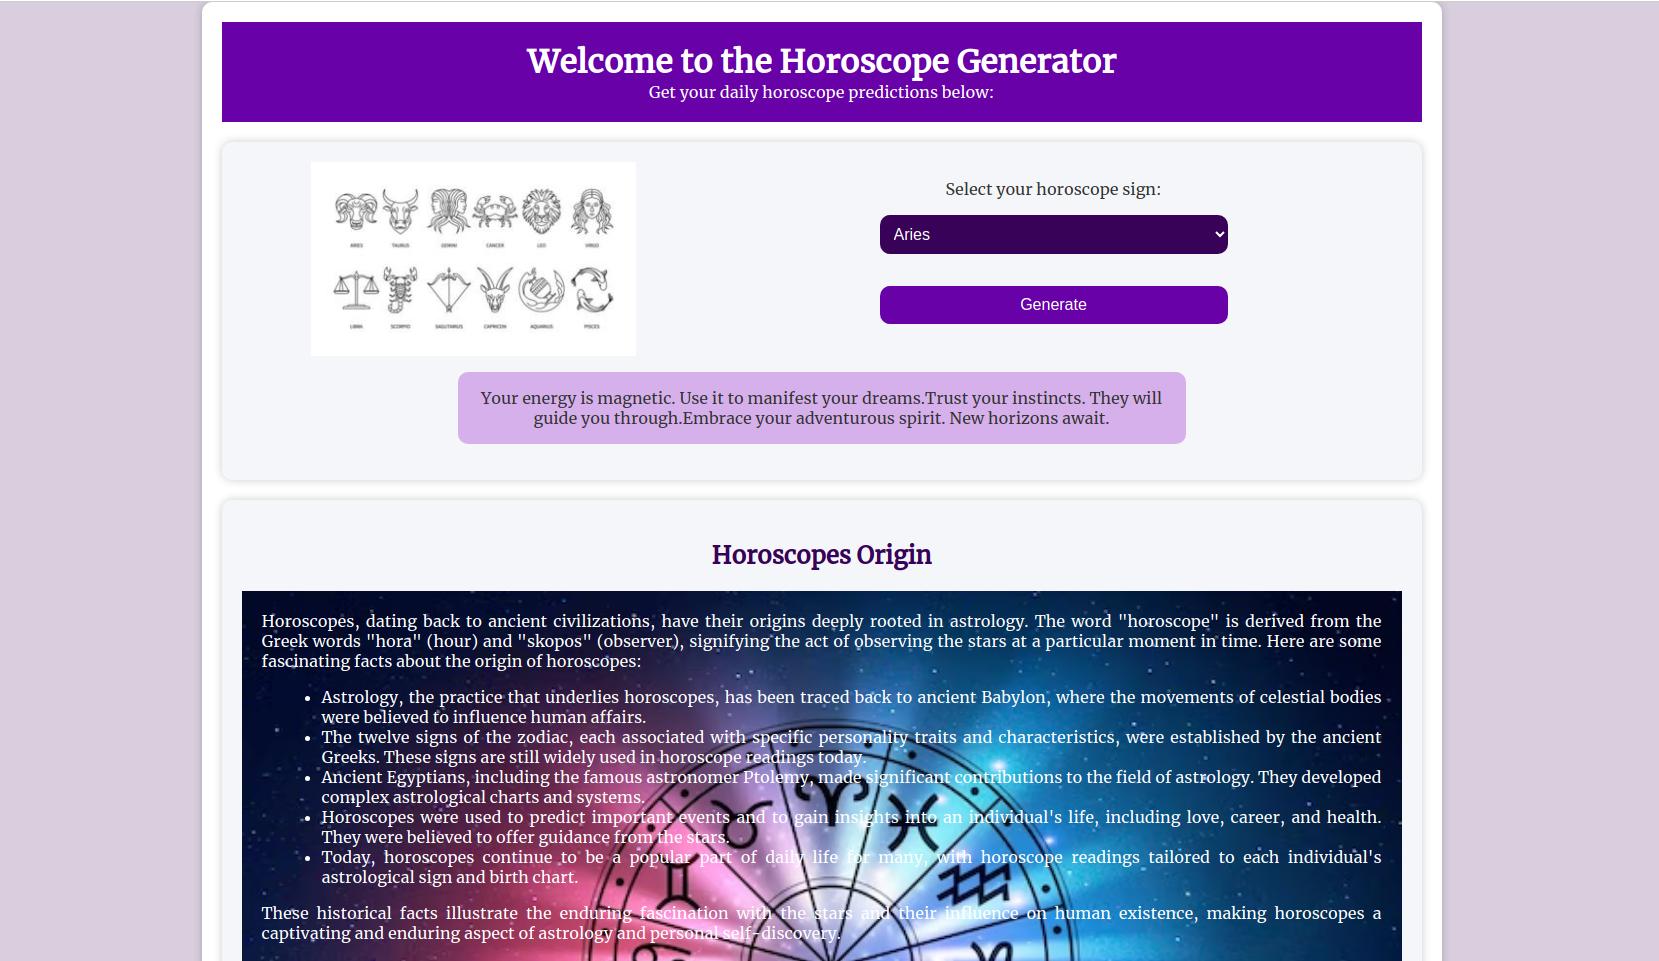 Welcome to the Horoscope Generator
Get your daily horoscope predictions below:
ARIES TAURUS GEMINI CANCER LEO VIRGO
LIBRA SCORPIO SAGITARIUS CAPRICON AQUARIUS PISCES
Select your horoscope sign:
Aries
Generate
Your energy is magnetic. Use it to manifest your dreams.Trust your instincts. They will
guide you through.Embrace your adventurous spirit. New horizons await.
Horoscopes Origin
Horoscopes, dating back to ancient civilizations, have their origins deeply rooted in astrology. The word "horoscope" is derived from the
Greek words "hora" (hour) and "skopos" (observer), signifying the act of observing the stars at a particular moment in time. Here are some
fascinating facts about the origin of horoscopes:
• Astrology, the practice that underlies horoscopes, has been traced back to ancient Babylon, where the movements of celestial bodies
were believed to influence human affairs.
• The twelve signs of the zodiac, each associated with specific personality traits and characteristics, were established by the ancient
Greeks. These signs are still widely used in horoscope readings today.
• Ancient Egyptians, including the famous astronomer Ptolemy, made significant contributions to the field of astrology. They developed
complex astrological charts and systems.
• Horoscopes were used to predict important events and to gain insights into an individual's life, including love, career, and health.
They were believed to offer guidance from the stars.
• Today, horoscopes continue to be a popular part of daily life for many, with horoscope readings tailored to each individual's
astrological sign and birth chart.
These historical facts illustrate the enduring fascination with the stars and their influence on human existence, making horoscopes a
captivating and enduring aspect of astrology and personal self-discovery.